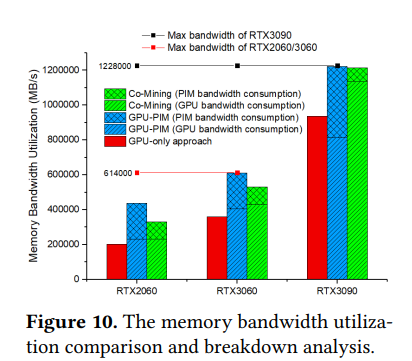 Max bandwidth of RTX3090
Max bandwidth of RTX2060/3060
1228000
1200000
Co-Mining (PIM bandwidth consumption)
Co-Mining (GPU bandwidth consumption)
GPU-PIM (PIM bandwidth consumption)
GPU-PIM (GPU bandwidth consumption)
GPU-only approach
1000000
800000
614000
600000
400000
200000
0
Memory Bandwidth Utilization (MB/s)
RTX2060 RTX3060 RTX3090
Figure 10. The memory bandwidth utiliza-
tion comparison and breakdown analysis.